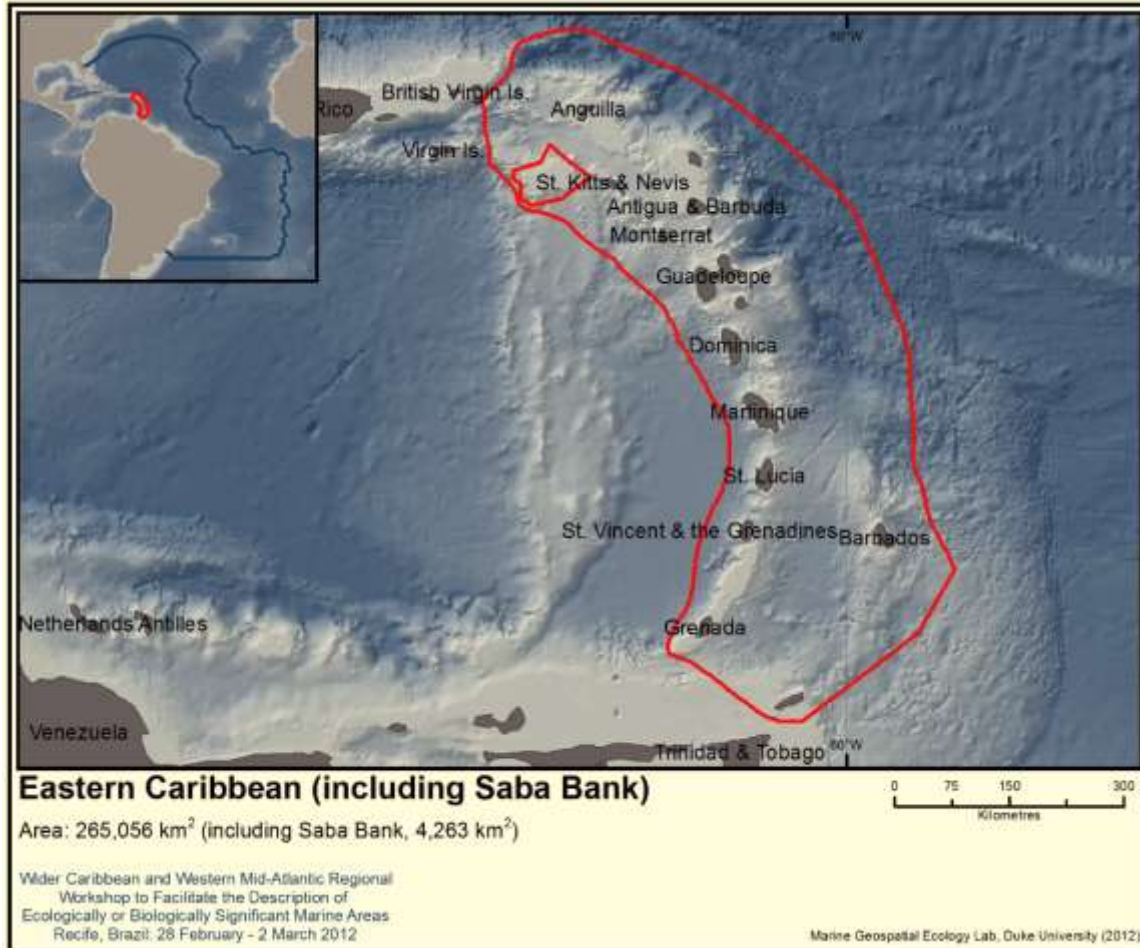 60°W
British Virgin Is.
Rico
Anguilla
Virgin Is.
St. Kitts & Nevis
Antigua & Barbuda
Montserrat
Guadeloupe
Dominica
Martinique
St. Lucia
St. Vincent & the Grenadines
Barbados
Netherlands Antilles
Grenada
Venezuela
Trinidad & Tobago
60°W
Eastern Caribbean (including Saba Bank)
0 75 150 300
Kilometres
Area: 265,056 km² (including Saba Bank, 4,263 km²)
Wider Caribbean and Western Mid-Atlantic Regional
Workshop to Facilitate the Description of
Ecologically or Biologically Significant Marine Areas
Recife, Brazil: 28 February - 2 March 2012
Marine Geospatial Ecology Lab, Duke University (2012)